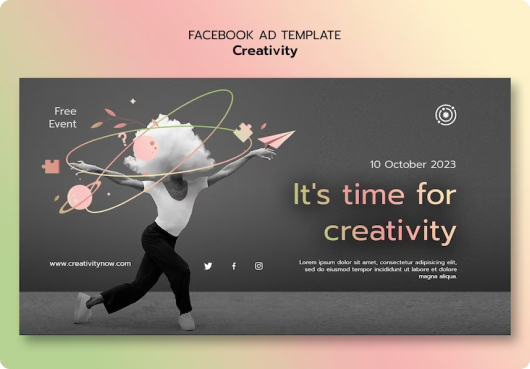 FACEBOOK AD TEMPLATE
Creativity
Free
Event
?
10 October 2023
It's time for
creativity
www.creativitynow.com
Lorem ipsum dolor sit amet, consectetur adipisicing elit,
sed do eiusmod tempor incididunt ut labore et dolore
magna aliqua.